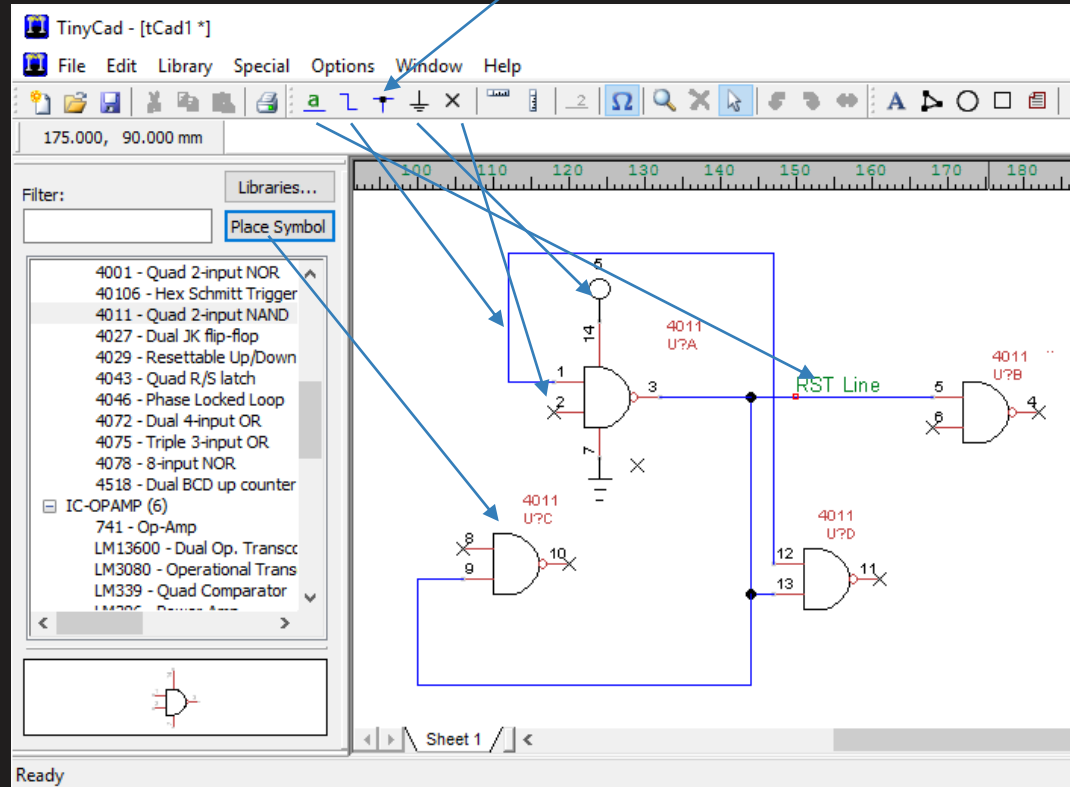 TinyCad - [tCad1 *]
File Edit Library Special Options Window Help
a 2 Ω A
175.000, 90.000 mm
Filter:
Libraries...
Place Symbol
4001 - Quad 2-input NOR
40106 - Hex Schmitt Trigger
4011 - Quad 2-input NAND
4027 - Dual JK flip-flop
4029 - Resettable Up/Down
4043 - Quad R/S latch
4046 - Phase Locked Loop
4072 - Dual 4-input OR
4075 - Triple 3-input OR
4078 - 8-input NOR
4518 - Dual BCD up counter
IC-OPAMP (6)
741 - Op-Amp
LM13600 - Dual Op. Transcc
LM3080 - Operational Trans
LM339 - Quad Comparator
100 110 120 130 140 150 160 170 180
5
14
4011
U?A
1
2
3
7
RST Line
4011
U?B
5
6
4
4011
U?C
8
9
10
4011
U?D
12
13
11
Sheet 1
Ready